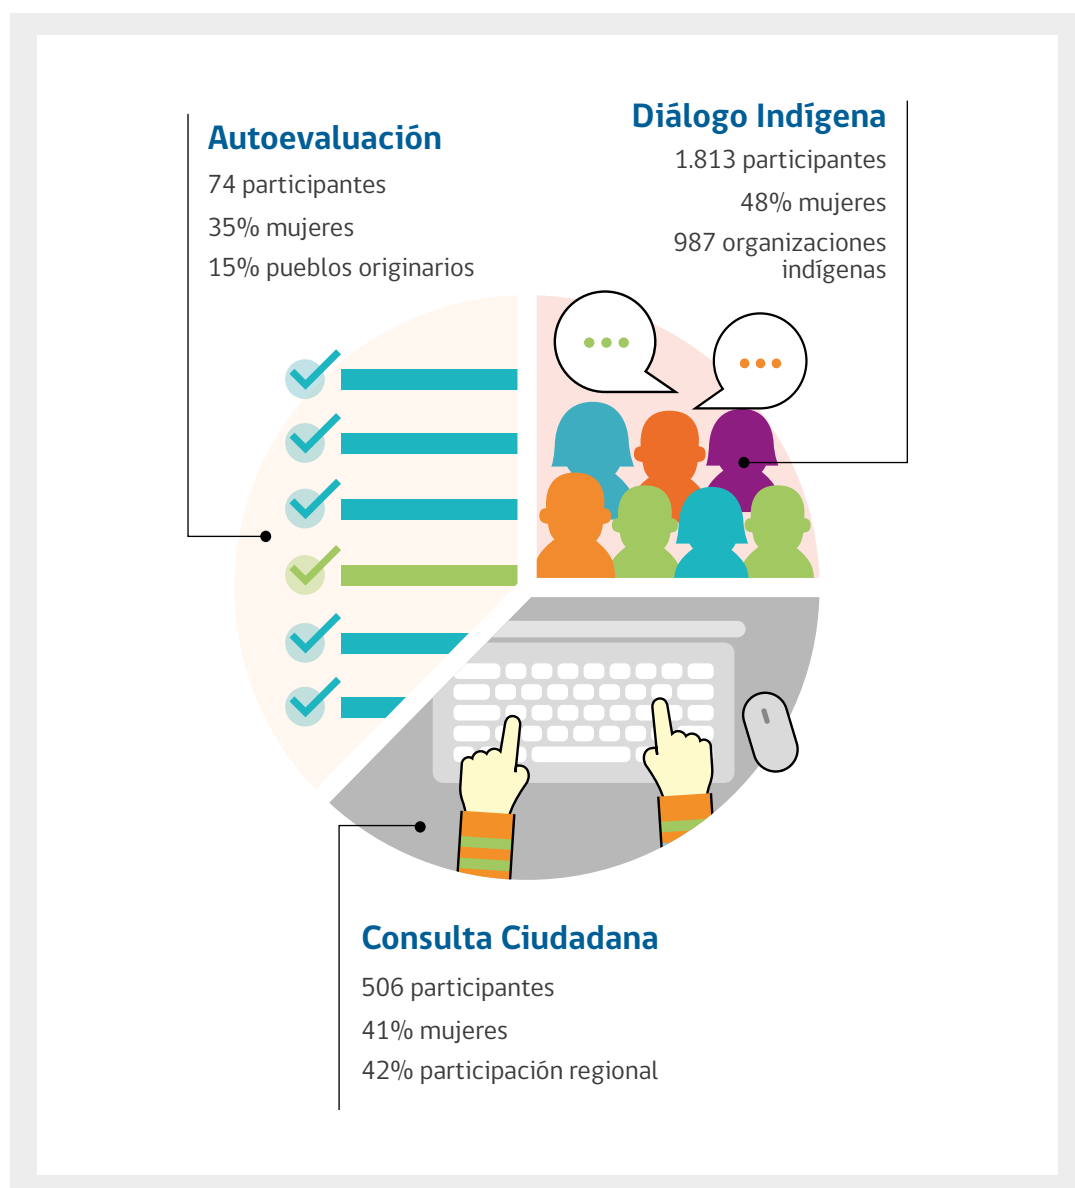 Autoevaluación
74 participantes
35% mujeres
15% pueblos originarios
Diálogo Indígena
1.813 participantes
48% mujeres
987 organizaciones
indígenas
Consulta Ciudadana
506 participantes
41% mujeres
42% participación regional